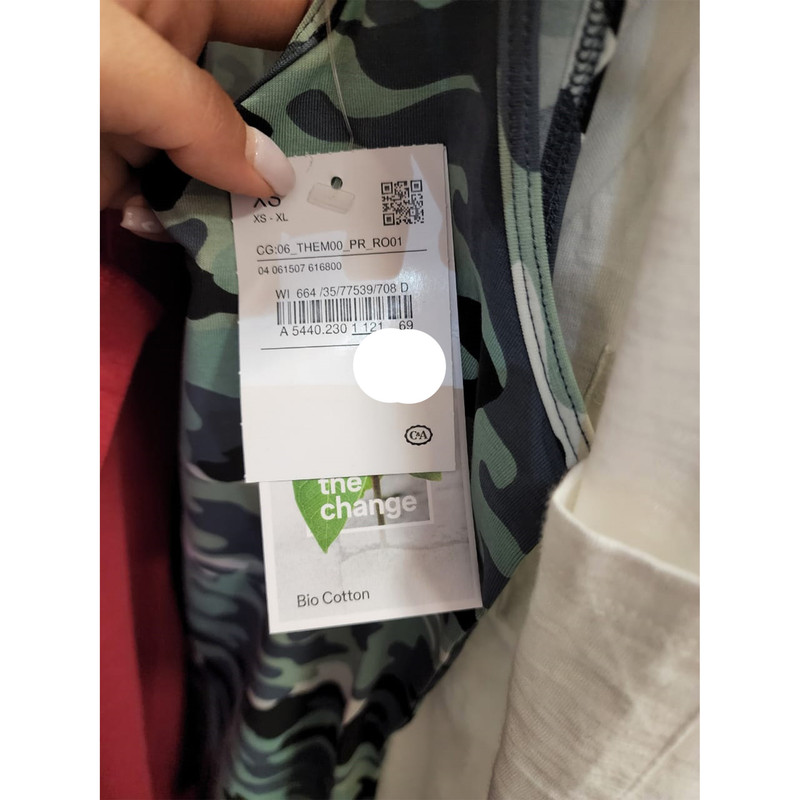 XS
XS - XL
CG:06_THEM00_PR_RO01
04 061507 616800
WI 664 /35/77539/708 D
A 5440.230 1 121 69
C&A
the
change
Bio Cotton